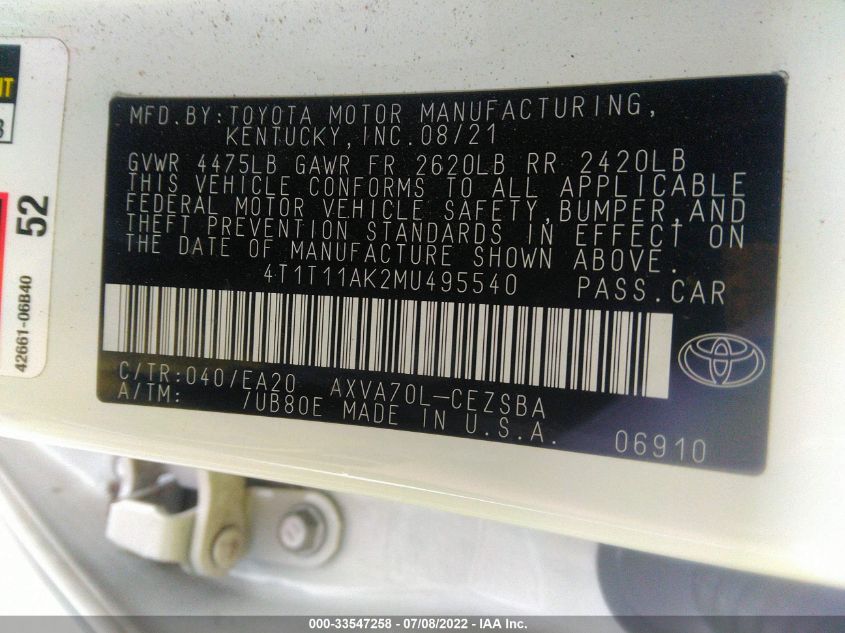 MFD.BY:TOYOTA MOTOR MANUFACTURING,
KENTUCKY,INC.08/21
GVWR 4475LB GAWR FR 2620LB RR 2420LB
THIS VEHICLE CONFORMS TO ALL APPLICABLE
FEDERAL MOTOR VEHICLE SAFETY,BUMPER,AND
THEFT PREVENTION STANDARDS IN EFFECT ON
THE DATE OF MANUFACTURE SHOWN ABOVE.
4T1T11AK2MU495540 PASS.CAR
C/TR:040/EA20 AXVA70L-CEZSBA
A/TM: /UB80E MADE IN U.S.A.
06910
52
42661-06B40
000-33547258 - 07/08/2022 - IAA Inc.